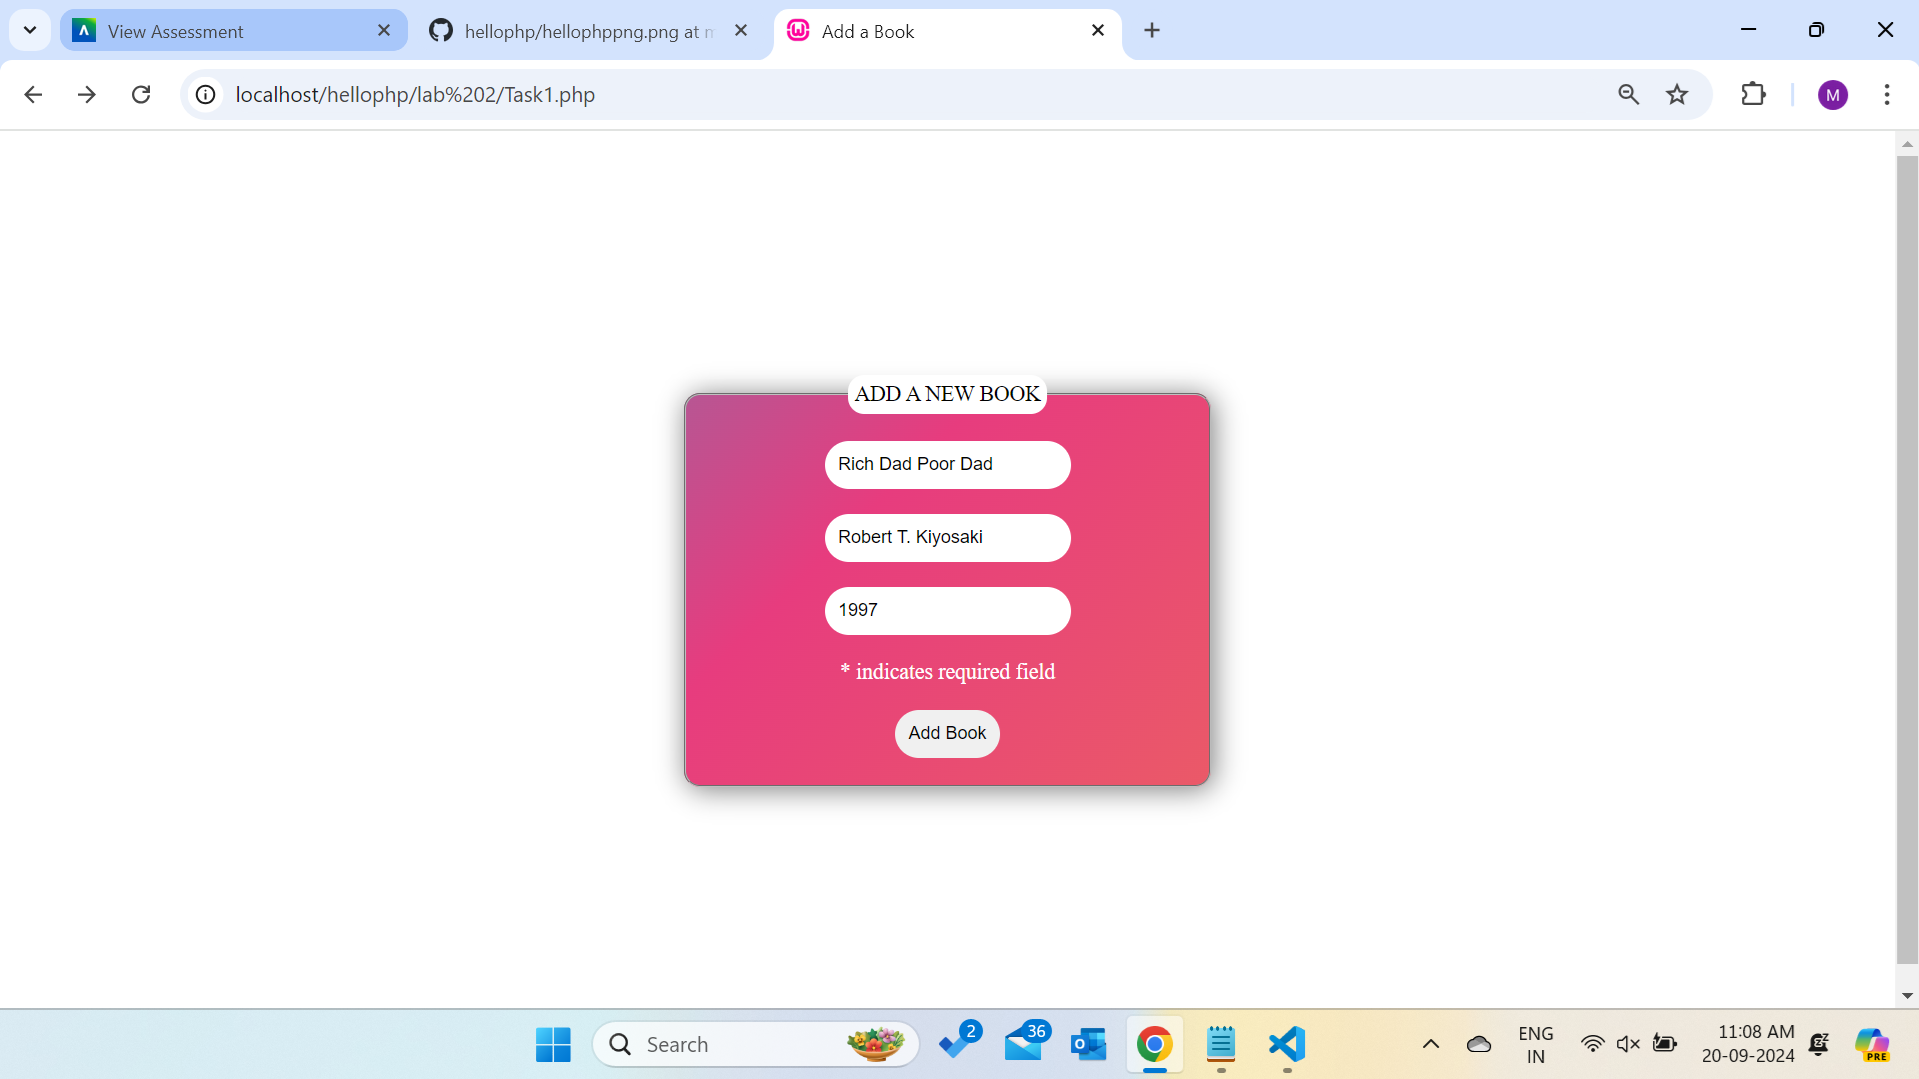 View Assessment
hellophp/hellophppng.png at m
Add a Book
localhost/hellophp/lab%202/Task1.php
M
ADD A NEW BOOK
Rich Dad Poor Dad
Robert T. Kiyosaki
1997
* indicates required field
Add Book
Search
2
36
ENG
IN
11:08 AM
20-09-2024
PRE